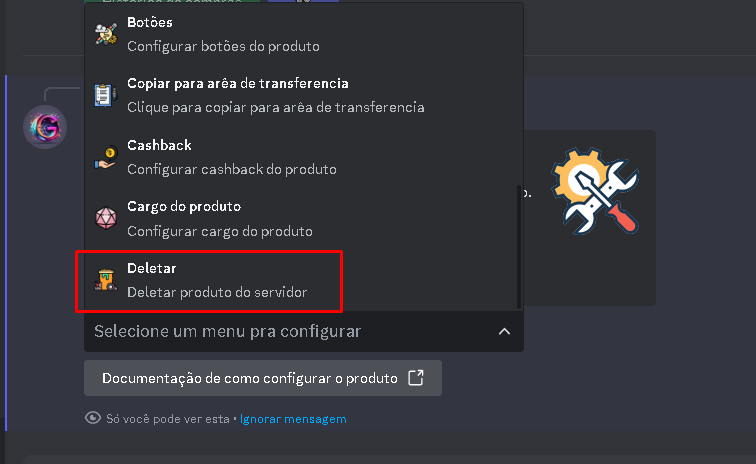 Botões
Configurar botões do produto
Copiar para arêa de transferencia
Clique para copiar para arêa de transferencia
Cashback
Configurar cashback do produto
Cargo do produto
Configurar cargo do produto
Deletar
Deletar produto do servidor
Selecione um menu pra configurar
Documentação de como configurar o produto
Só você pode ver esta • Ignorar mensagem